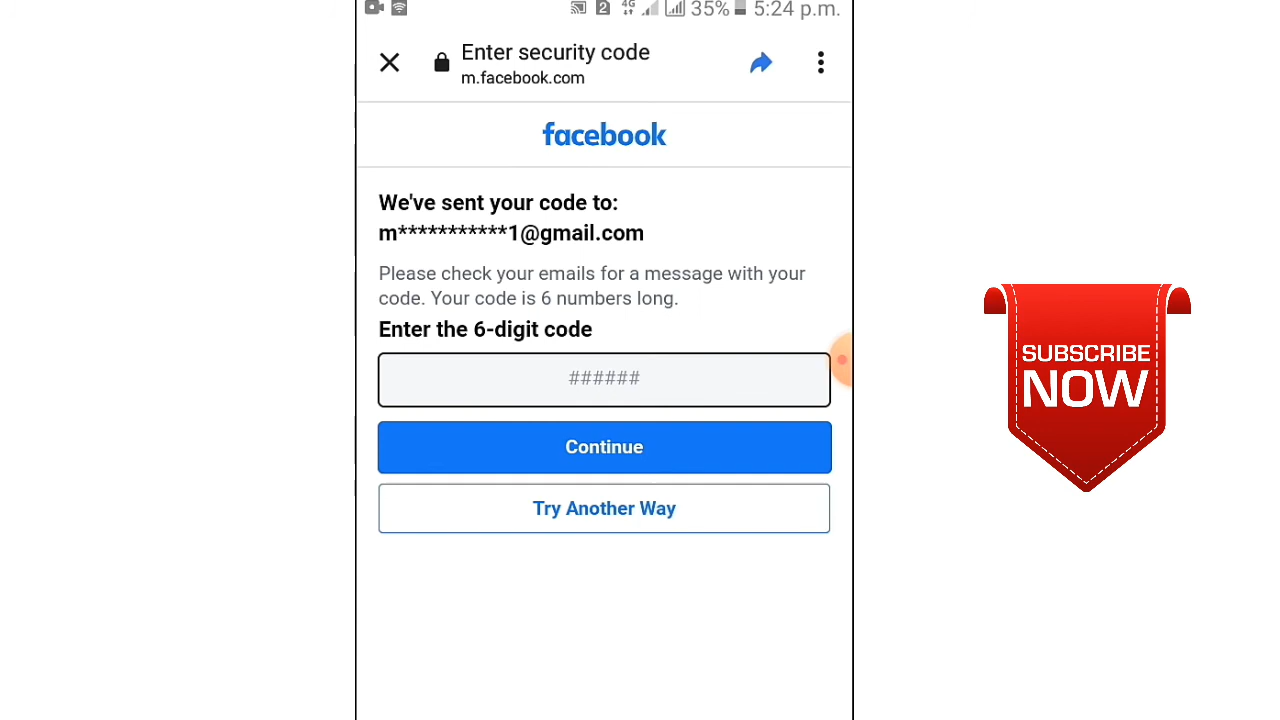 2 4G 35% 5:24 p.m.
Enter security code
m.facebook.com
facebook
We've sent your code to:
m***********1@gmail.com
Please check your emails for a message with your
code. Your code is 6 numbers long.
Enter the 6-digit code
######
Continue
Try Another Way
SUBSCRIBE
NOW